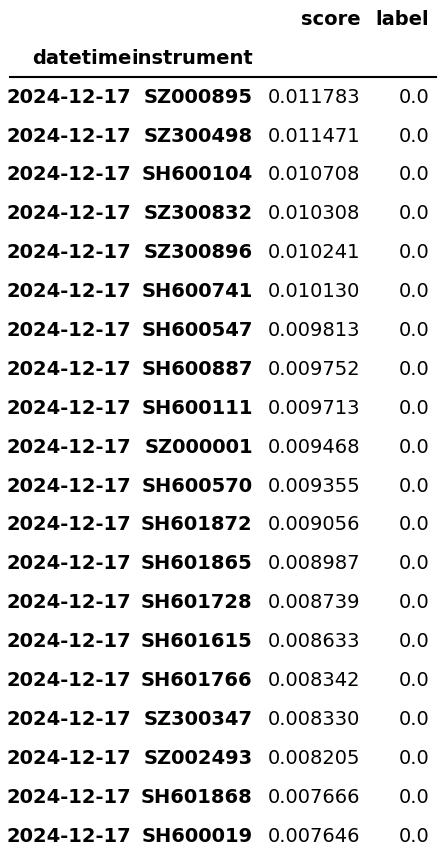 score label
datetime instrument
2024-12-17 SZ000895 0.011783 0.0
2024-12-17 SZ300498 0.011471 0.0
2024-12-17 SH600104 0.010708 0.0
2024-12-17 SZ300832 0.010308 0.0
2024-12-17 SZ300896 0.010241 0.0
2024-12-17 SH600741 0.010130 0.0
2024-12-17 SH600547 0.009813 0.0
2024-12-17 SH600887 0.009752 0.0
2024-12-17 SH600111 0.009713 0.0
2024-12-17 SZ000001 0.009468 0.0
2024-12-17 SH600570 0.009355 0.0
2024-12-17 SH601872 0.009056 0.0
2024-12-17 SH601865 0.008987 0.0
2024-12-17 SH601728 0.008739 0.0
2024-12-17 SH601615 0.008633 0.0
2024-12-17 SH601766 0.008342 0.0
2024-12-17 SZ300347 0.008330 0.0
2024-12-17 SZ002493 0.008205 0.0
2024-12-17 SH601868 0.007666 0.0
2024-12-17 SH600019 0.007646 0.0